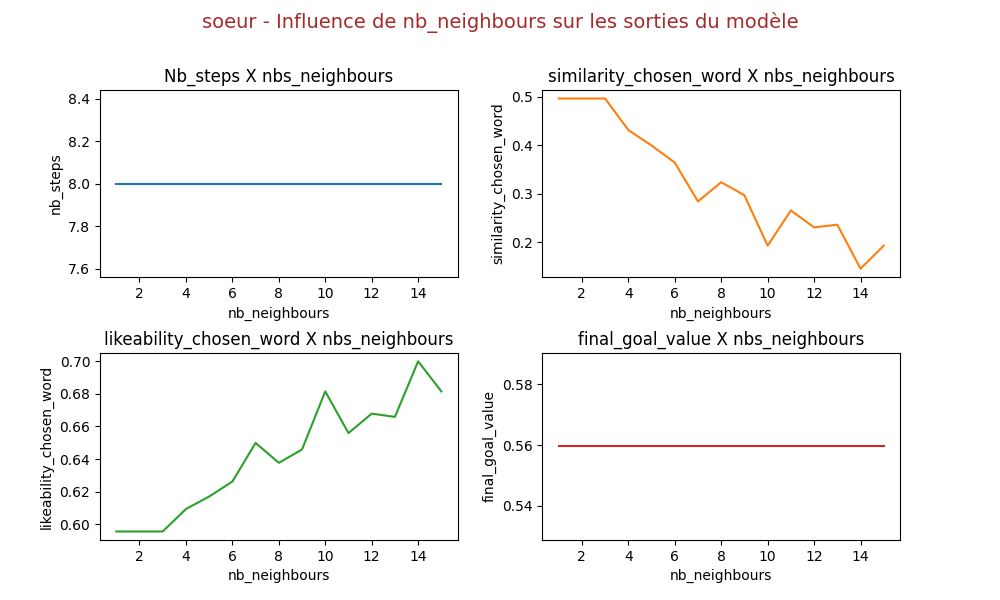 soeur - Influence de nb_neighbours sur les sorties du modèle
Nb_steps X nbs_neighbours
nb_steps
8.4
8.2
8.0
7.8
7.6
2 4 6 8 10 12 14
nb_neighbours
similarity_chosen_word X nbs_neighbours
similarity_chosen_word
0.5
0.4
0.3
0.2
2 4 6 8 10 12 14
nb_neighbours
likeability_chosen_word X nbs_neighbours
likeability_chosen_word
0.70
0.68
0.66
0.64
0.62
0.60
2 4 6 8 10 12 14
nb_neighbours
final_goal_value X nbs_neighbours
final_goal_value
0.58
0.56
0.54
2 4 6 8 10 12 14
nb_neighbours